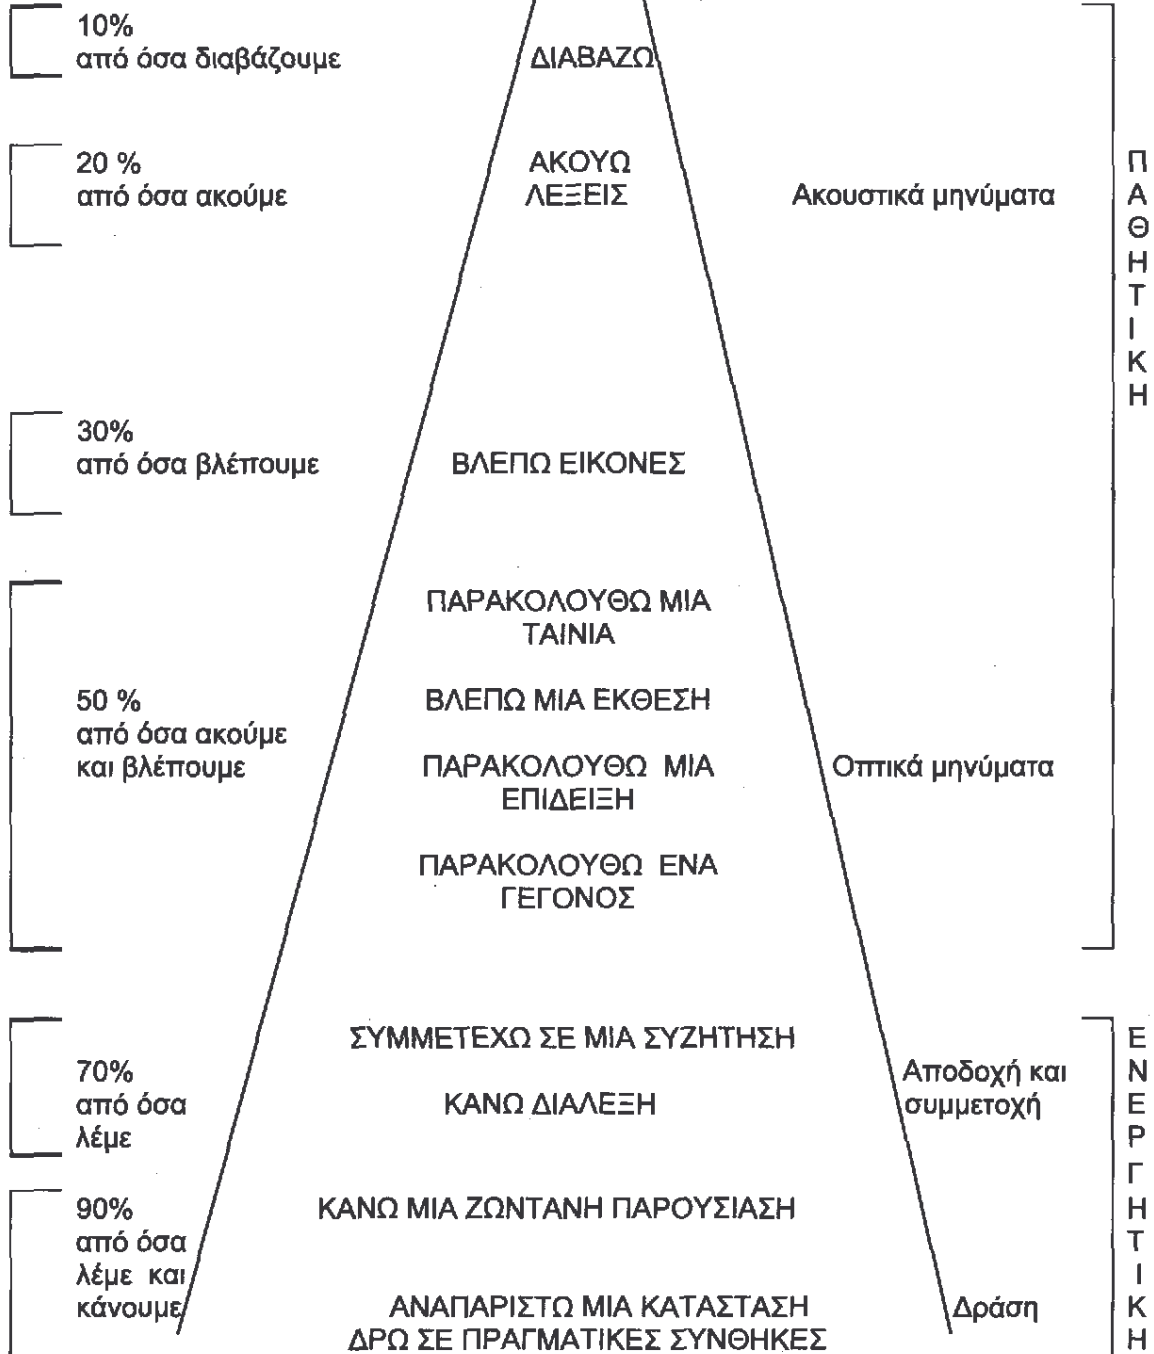 10%
από όσα διαβάζουμε
ΔΙΑΒΑΖΩ
20 %
από όσα ακούμε
ΑΚΟΥΩ
ΛΕΞΕΙΣ
Ακουστικά μηνύματα
ΠΑΘΗΤΙΚΗ
30%
από όσα βλέπουμε
ΒΛΕΠΩ ΕΙΚΟΝΕΣ
50 %
από όσα ακούμε
και βλέπουμε
ΠΑΡΑΚΟΛΟΥΘΩ ΜΙΑ
ΤΑΙΝΙΑ
ΒΛΕΠΩ ΜΙΑ ΕΚΘΕΣΗ
ΠΑΡΑΚΟΛΟΥΘΩ ΜΙΑ
ΕΠΙΔΕΙΞΗ
ΠΑΡΑΚΟΛΟΥΘΩ ΕΝΑ
ΓΕΓΟΝΟΣ
Οπτικά μηνύματα
70%
από όσα
λέμε
ΣΥΜΜΕΤΕΧΩ ΣΕ ΜΙΑ ΣΥΖΗΤΗΣΗ
ΚΑΝΩ ΔΙΑΛΕΞΗ
Αποδοχή και
συμμετοχή
ΕΝΕΡΓΗΤΙΚΗ
90%
από όσα
λέμε και
κάνουμε
ΚΑΝΩ ΜΙΑ ΖΩΝΤΑΝΗ ΠΑΡΟΥΣΙΑΣΗ
ΑΝΑΠΑΡΙΣΤΩ ΜΙΑ ΚΑΤΑΣΤΑΣΗ
ΔΡΩ ΣΕ ΠΡΑΓΜΑΤΙΚΕΣ ΣΥΝΘΗΚΕΣ
Δράση